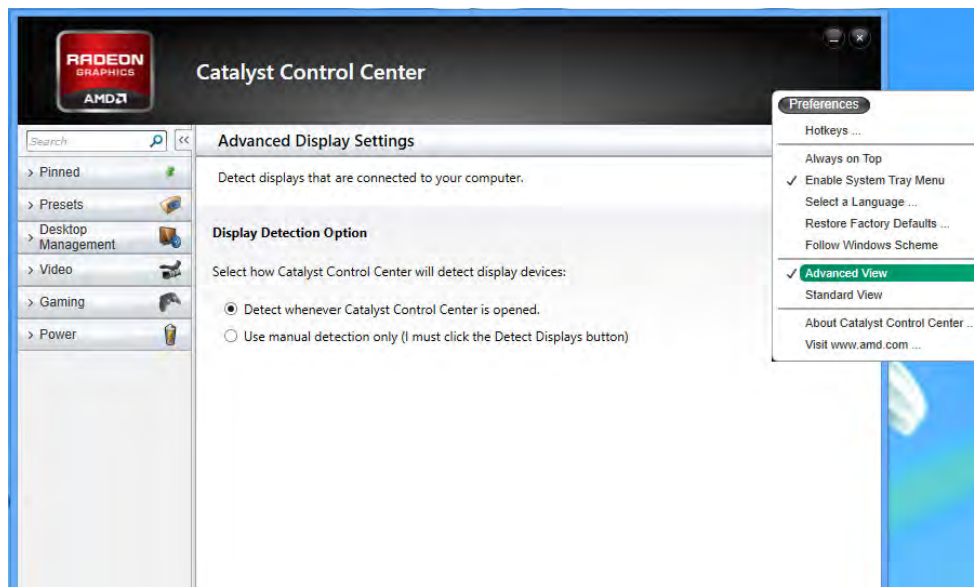 RADEON
GRAPHICS
AMD
Catalyst Control Center
Search
<<
Advanced Display Settings
> Pinned
> Presets
> Desktop
Management
> Video
> Gaming
> Power
Detect displays that are connected to your computer.
Display Detection Option
Select how Catalyst Control Center will detect display devices:
Detect whenever Catalyst Control Center is opened.
Use manual detection only (I must click the Detect Displays button)
Preferences
Hotkeys ...
Always on Top
✓ Enable System Tray Menu
Select a Language ...
Restore Factory Defaults ...
Follow Windows Scheme
✓ Advanced View
Standard View
About Catalyst Control Center ...
Visit www.amd.com ...